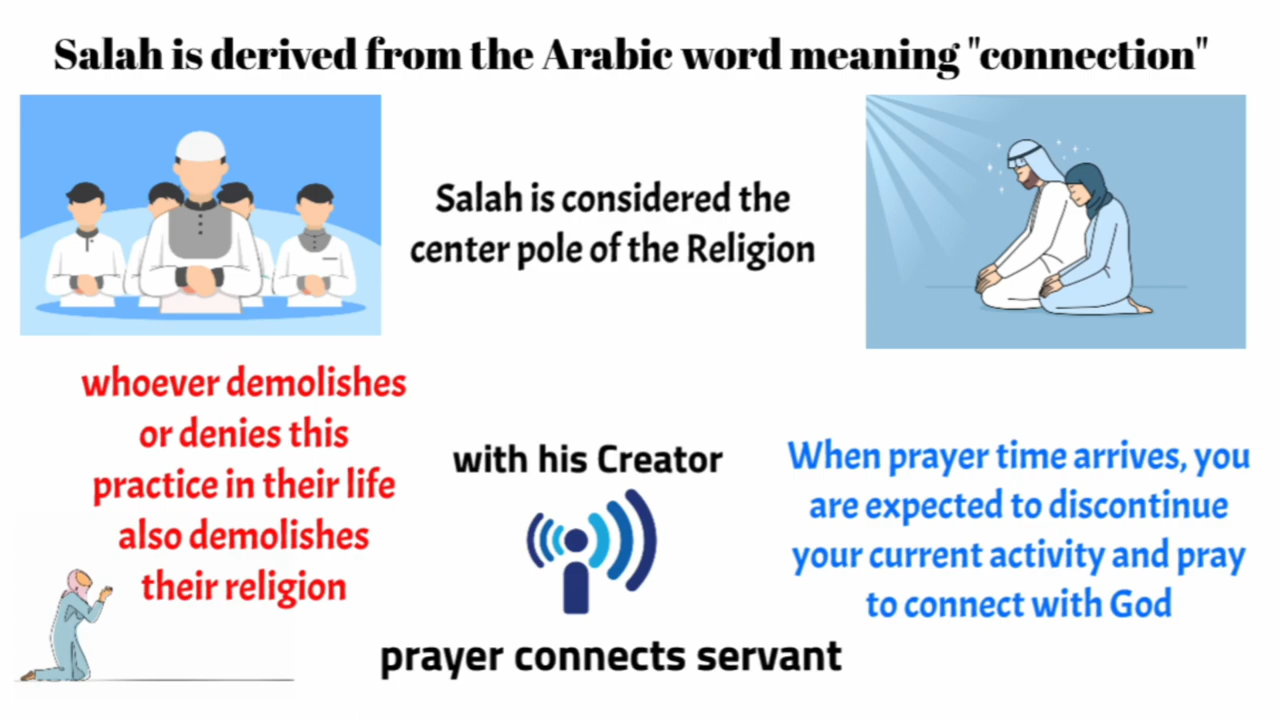 Salah is derived from the Arabic word meaning "connection"
Salah is considered the
center pole of the Religion
whoever demolishes
or denies this
practice in their life
also demolishes
their religion
with his Creator
prayer connects servant
When prayer time arrives, you
are expected to discontinue
your current activity and pray
to connect with God